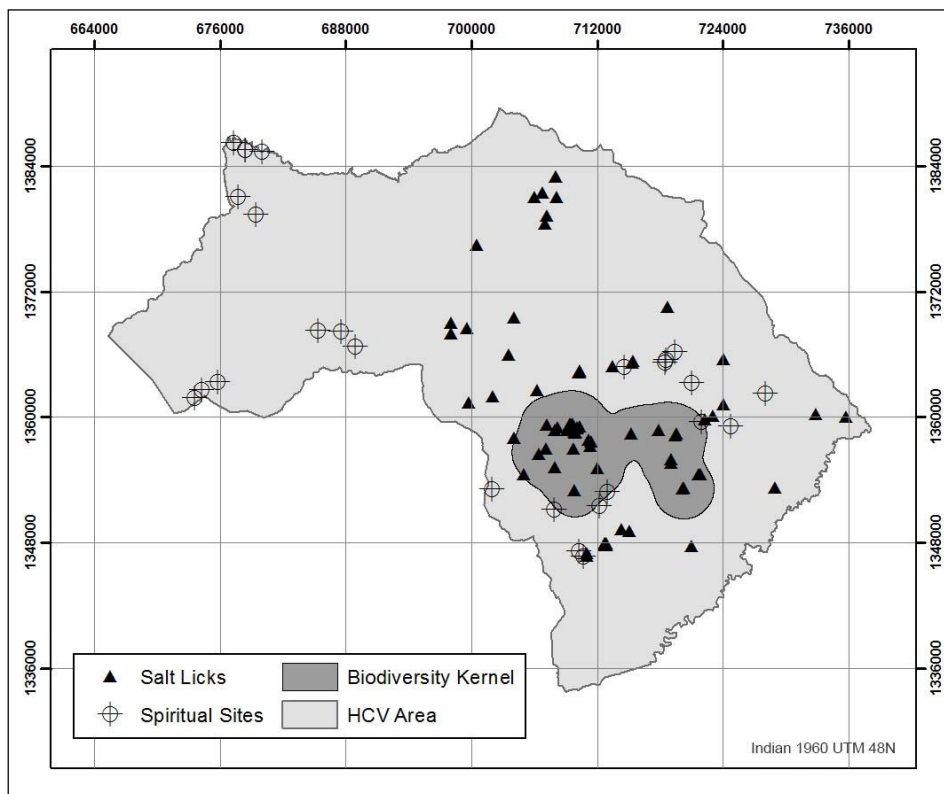 664000 676000 688000 7000000 712000 724000 736000
1384000 1384000
1372000 1372000
1360000 1360000
1348000 1348000
1336000 1336000
Salt Licks Biodiversity Kernel
Spiritual Sites HCV Area
Indian 1960 UTM 48N